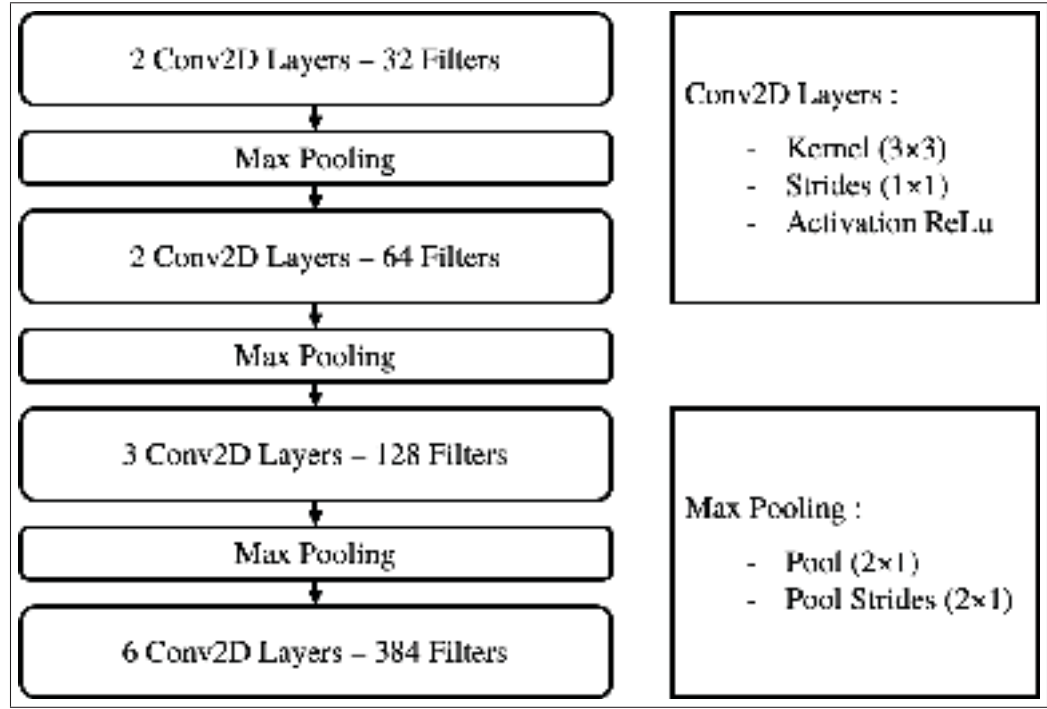 2 Conv2D Layers – 32 Filters
Max Pooling
2 Conv2D Layers – 64 Filters
Max Pooling
3 Conv2D Layers – 128 Filters
Max Pooling
6 Conv2D Layers – 384 Filters
Conv2D Layers :
- Kernel (3×3)
- Strides (1×1)
- Activation ReLu
Max Pooling :
- Pool (2×1)
- Pool Strides (2×1)